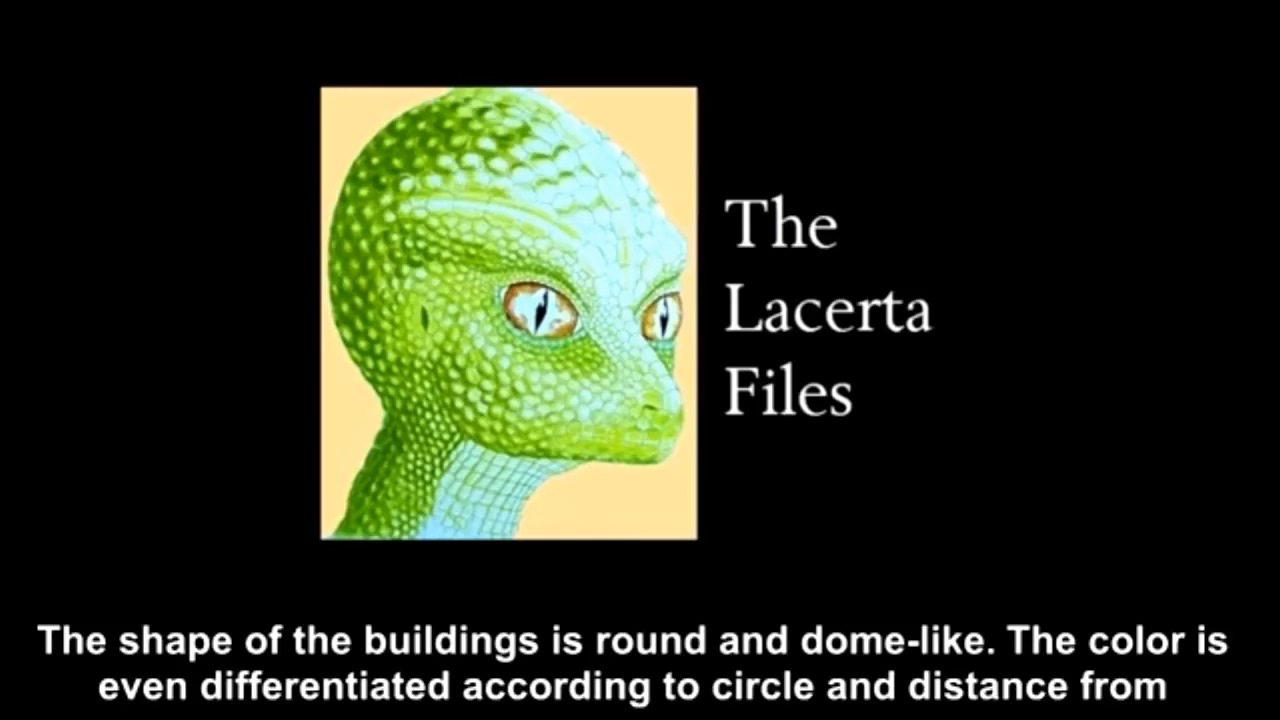 The
Lacerta
Files
The shape of the buildings is round and dome-like. The color is
even differentiated according to circle and distance from